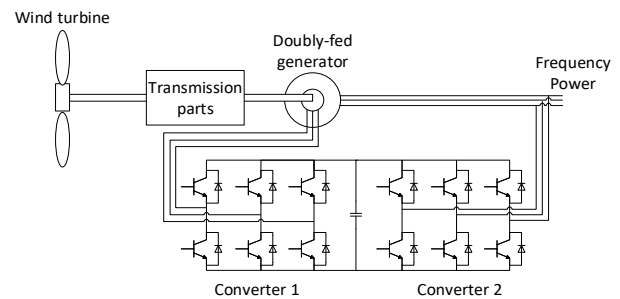 Wind turbine
Doubly-fed
generator
Transmission
parts
Frequency
Power
Converter 1
Converter 2